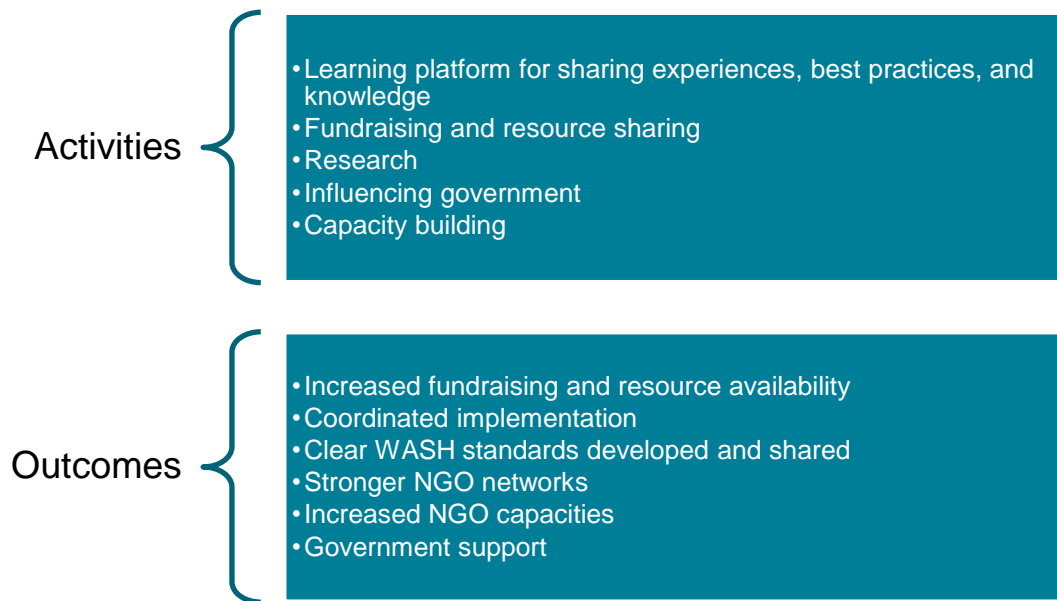 Activities
•Learning platform for sharing experiences, best practices, and
knowledge
•Fundraising and resource sharing
•Research
•Influencing government
•Capacity building
Outcomes
•Increased fundraising and resource availability
•Coordinated implementation
•Clear WASH standards developed and shared
•Stronger NGO networks
•Increased NGO capacities
•Government support